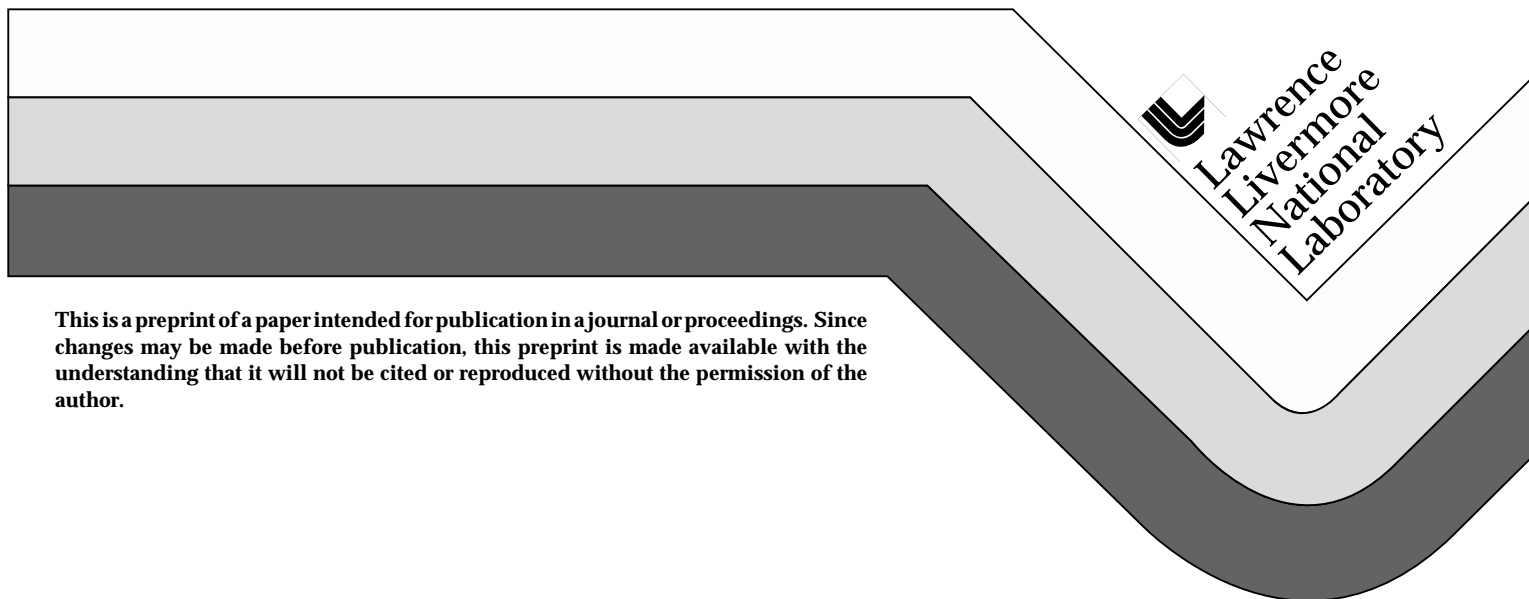 Lawrence
Livermore
National
Laboratory
This is a preprint of a paper intended for publication in a journal or proceedings. Since
changes may be made before publication, this preprint is made available with the
understanding that it will not be cited or reproduced without the permission of the
author.